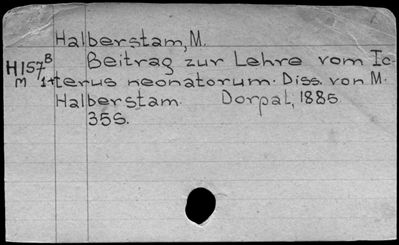 Halberstam, M.
H157B Beitrag zur Lehre vom Ic-
M 1+ terus neonatorum. Diss. von M.
Halberstam. Dorpat, 1885
35S.